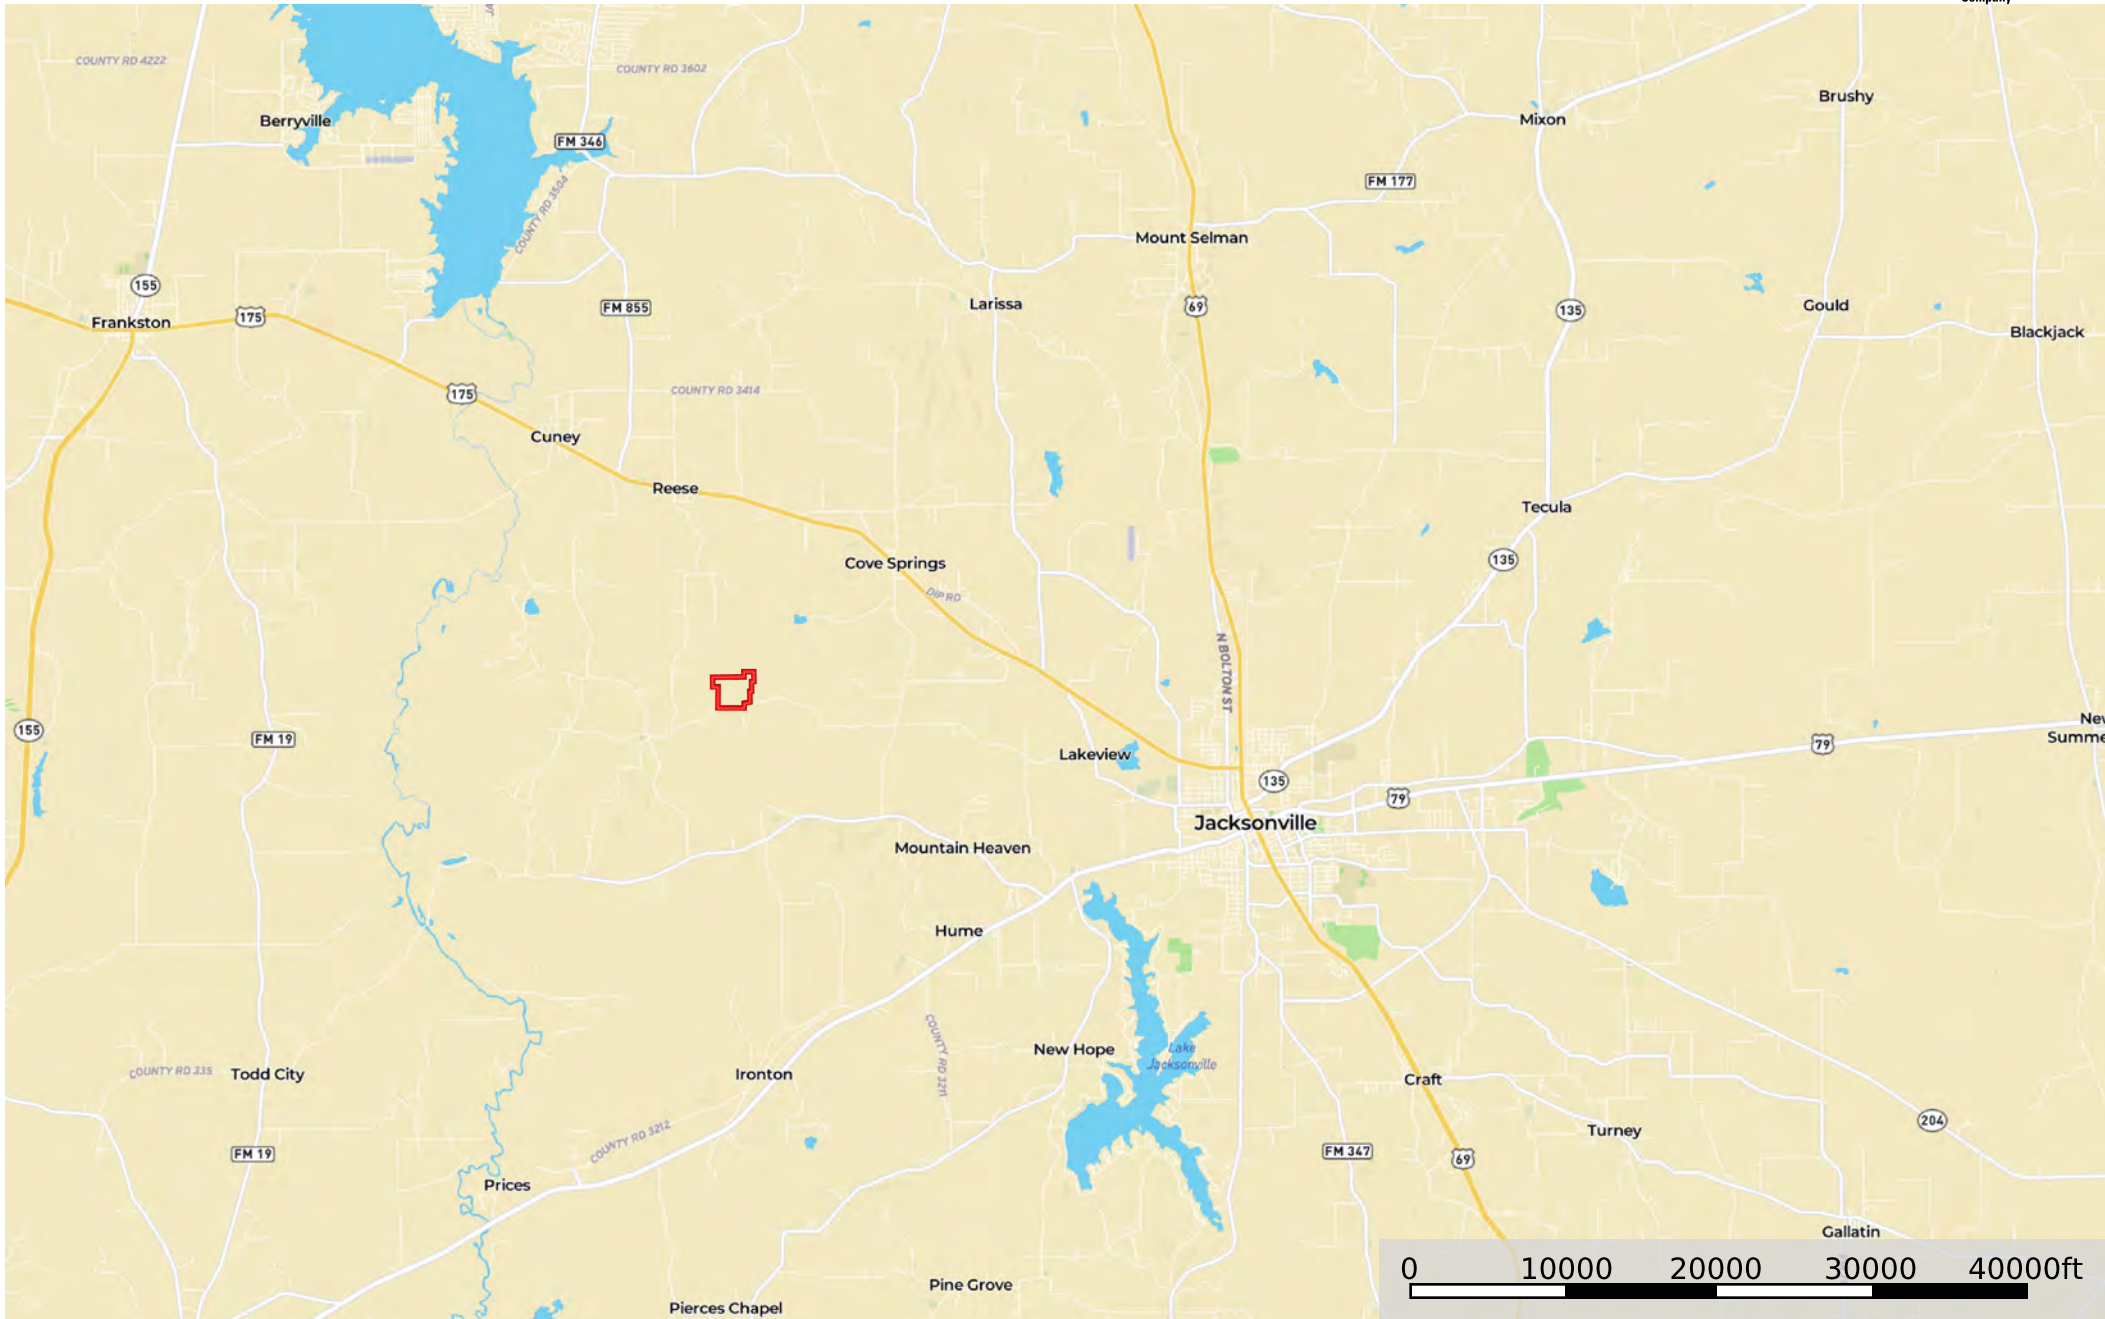 Company
COUNTY RD 4222
COUNTY RD 3602
Brushy
Berryville
Mixon
FM 346
FM 177
COUNTY RD 3504
Mount Selman
155
FM 855
Larissa
69
135
Gould
175
Frankston
Blackjack
175
COUNTY RD 3414
Cuney
Reese
Tecula
Cove Springs
135
DIP RD
N BOLTON ST
155
FM 19
Lakeview
79
New
Summe
135
79
Jacksonville
Mountain Heaven
Hume
COUNTY RD 3211
New Hope
Lake
Jacksonville
COUNTY RD 335
Todd City
Ironton
Craft
204
Turney
COUNTY RD 3212
FM 19
FM 347
69
Prices
Gallatin
Pine Grove
Pierces Chapel
0 10000 20000 30000 40000ft